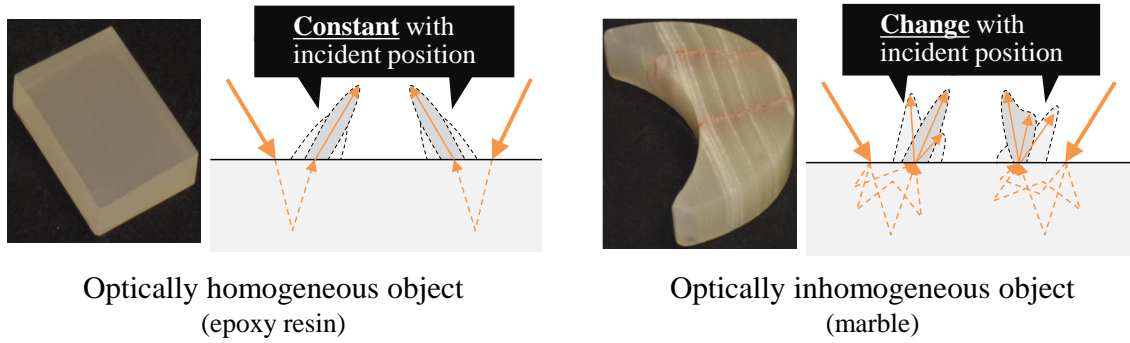 Constant with
incident position
Change with
incident position
Optically homogeneous object
(epoxy resin)
Optically inhomogeneous object
(marble)